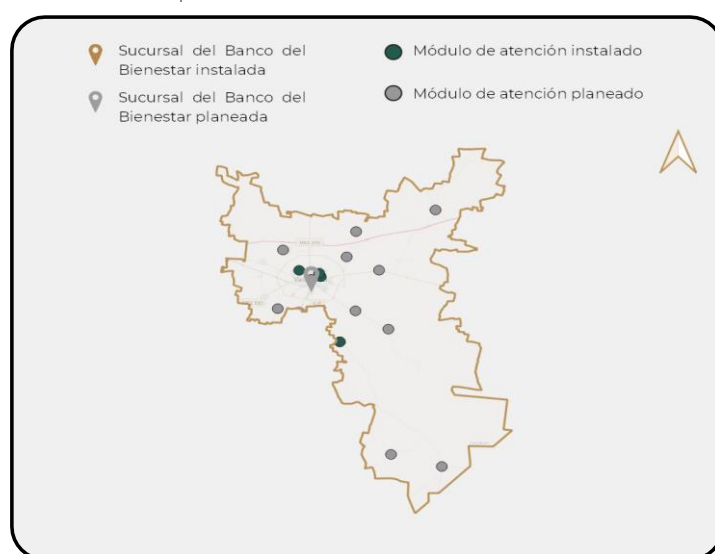 Sucursal del Banco del
Bienestar instalada
Módulo de atención instalado
Sucursal del Banco del
Bienestar planeada
Módulo de atención planeado